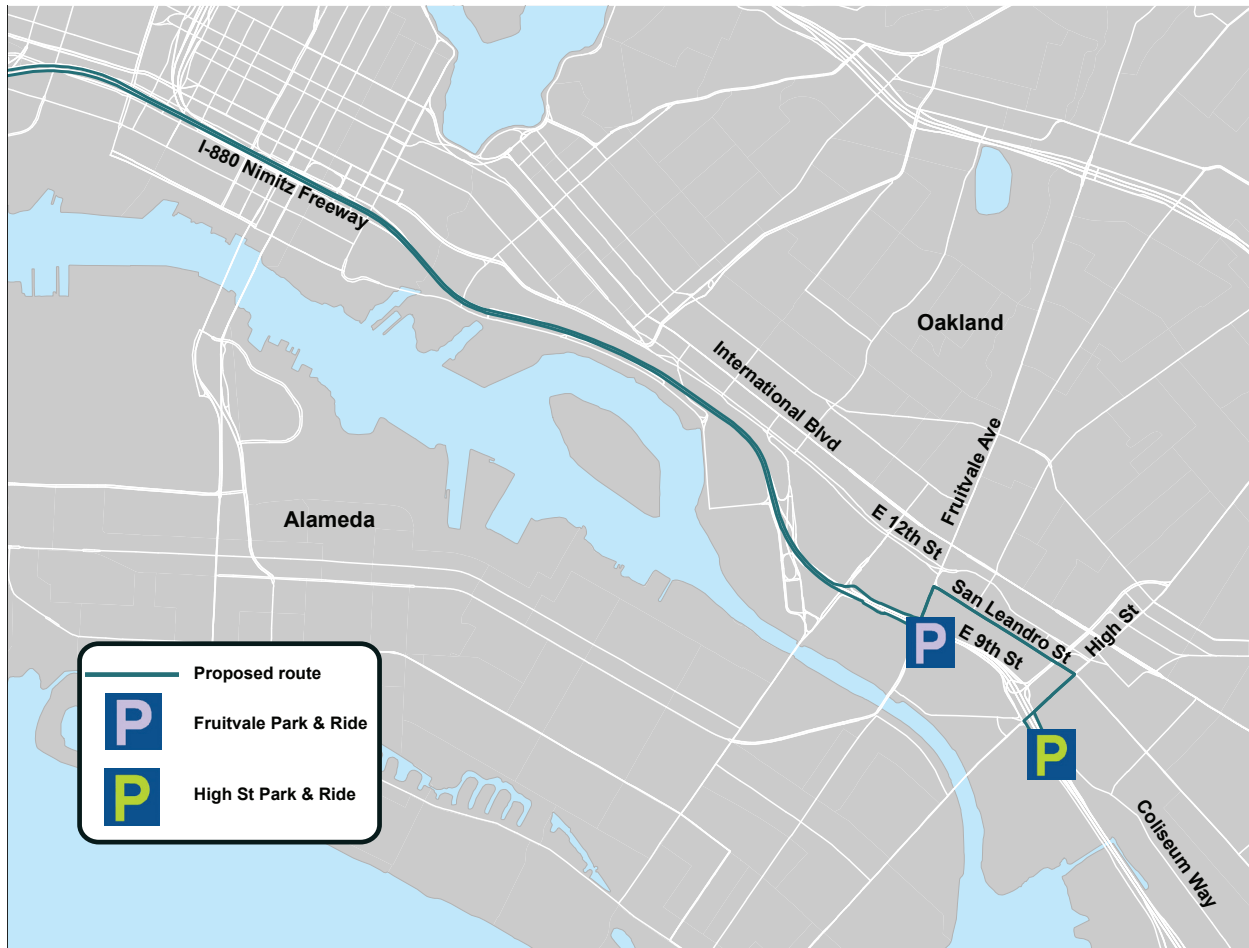 I-880 Nimitz Freeway
Oakland
International Blvd
Fruitvale Ave
Alameda
E 12th St
San Leandro St
High St
E 9th St
P
Proposed route
P
Fruitvale Park & Ride
P
P
High St Park & Ride
Coliseum Way